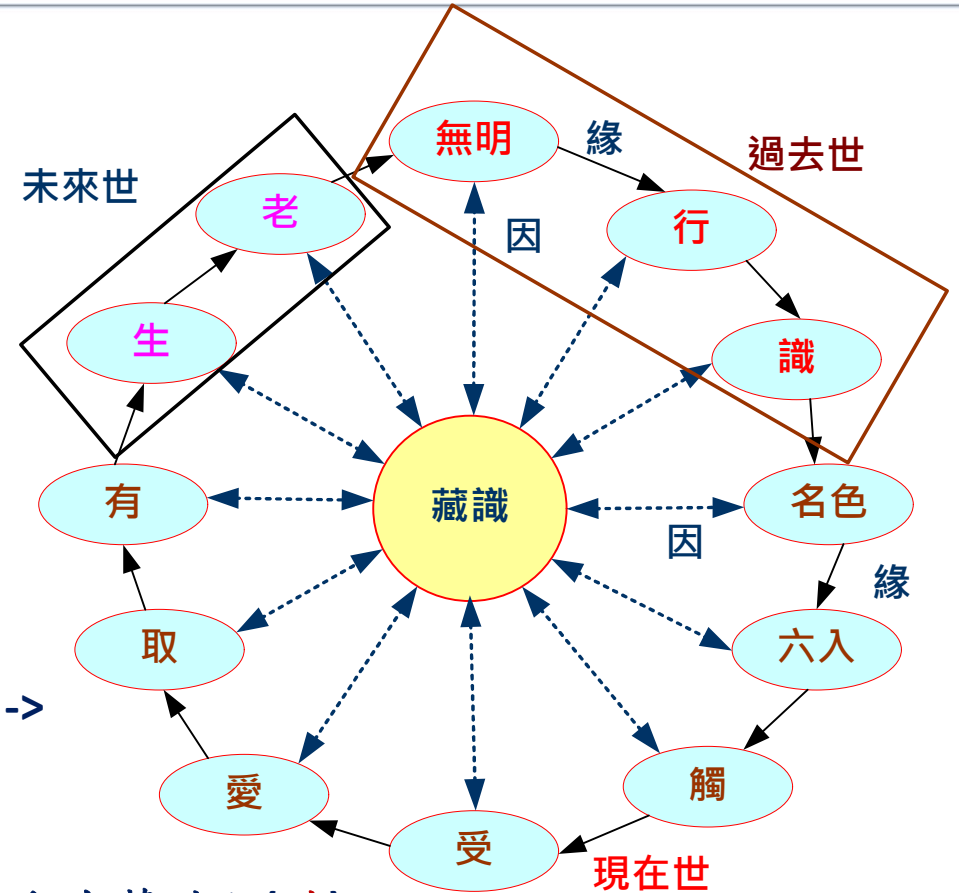 無明
緣
過去世
未來世
老
行
因
生
識
藏識
有
名色
因
緣
取
六入
->
觸
愛
受
現在世